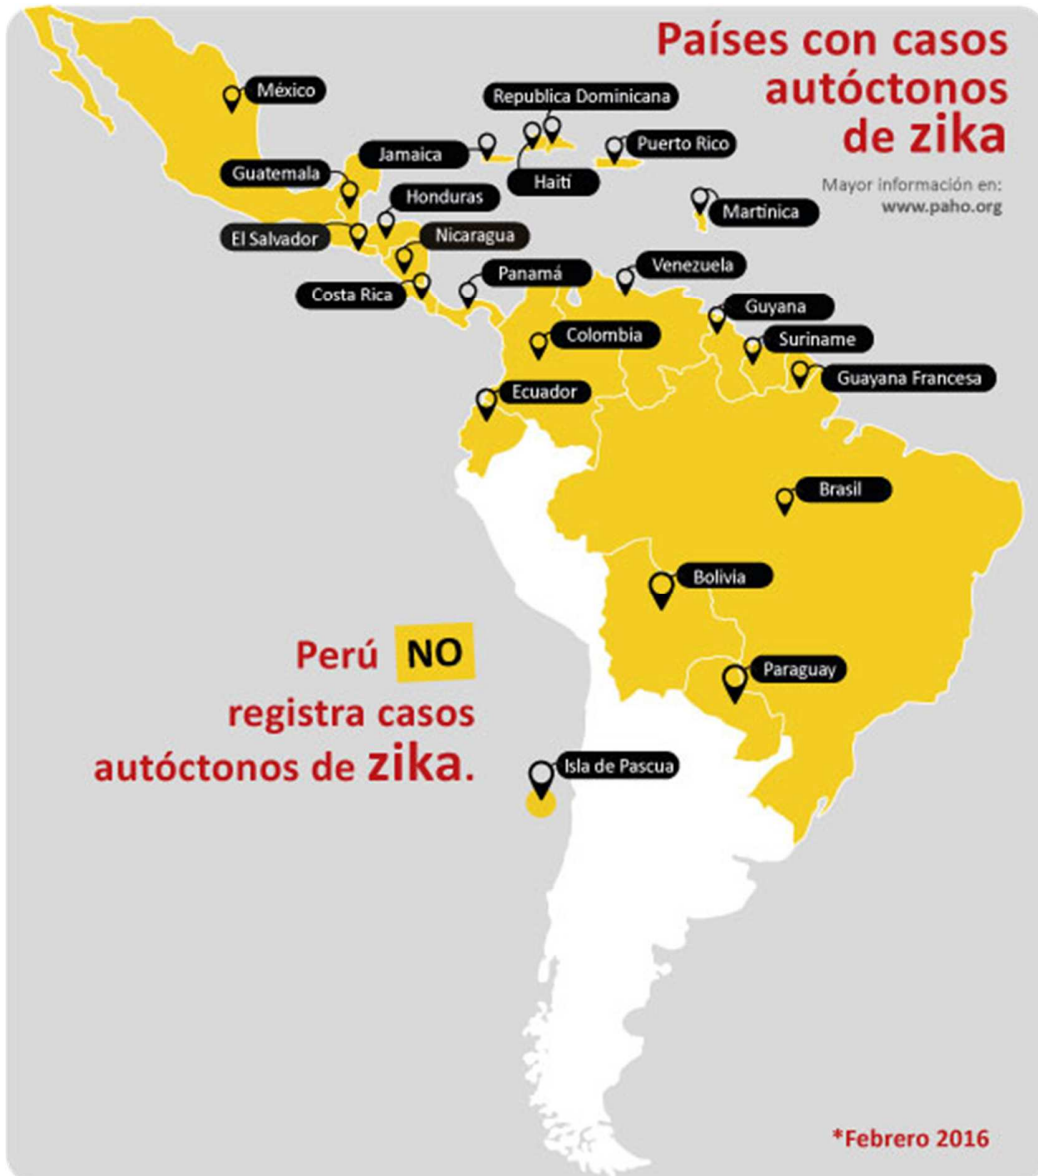 Países con casos
autóctonos
de zika
Mayor información en:
www.paho.org
México
Republica Dominicana
Jamaica
Puerto Rico
Guatemala
Haití
Honduras
Martínica
El Salvador
Nicaragua
Venezuela
Panamá
Costa Rica
Guyana
Colombia
Suriname
Guayana Francesa
Ecuador
Brasil
Bolivia
Perú NO
registra casos
autóctonos de zika.
Paraguay
Isla de Pascua
*Febrero 2016